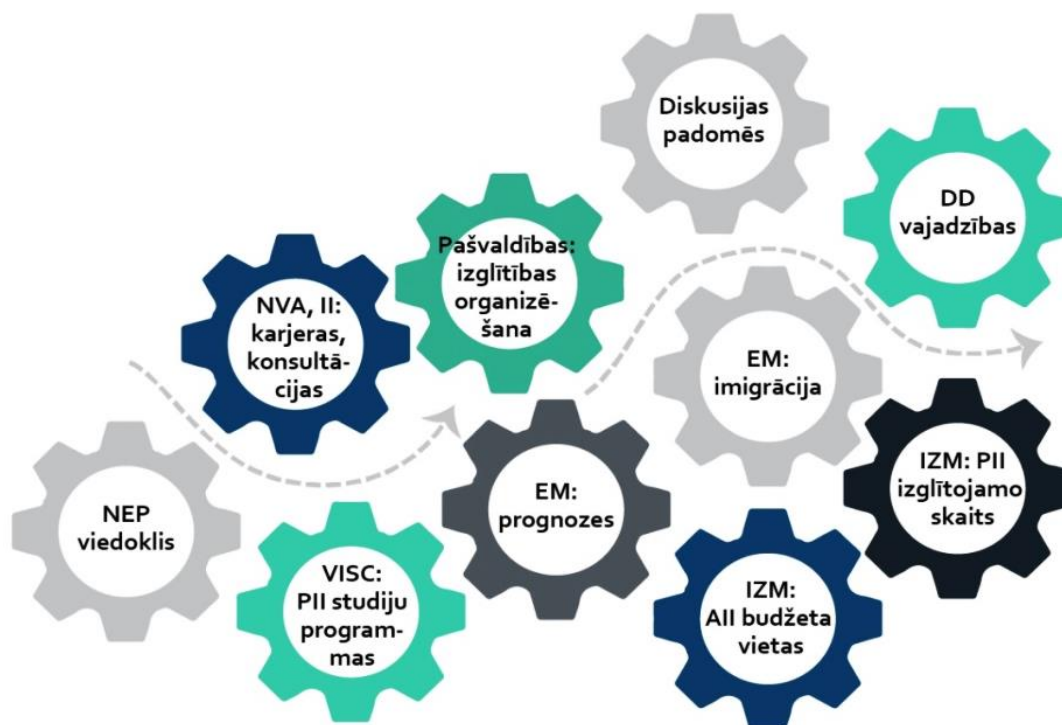 Diskusijas
padomēs
DD
vajadzības
Pašvaldības:
izglītības
organizē-
šana
NVA, II:
karjeras,
konsultā-
cijas
EM:
imigrācija
IZM: PII
izglītojamo
skaits
EM:
prognozes
NEP
viedoklis
VISC:
PII studiju
program-
mas
IZM:
AII budžeta
vietas